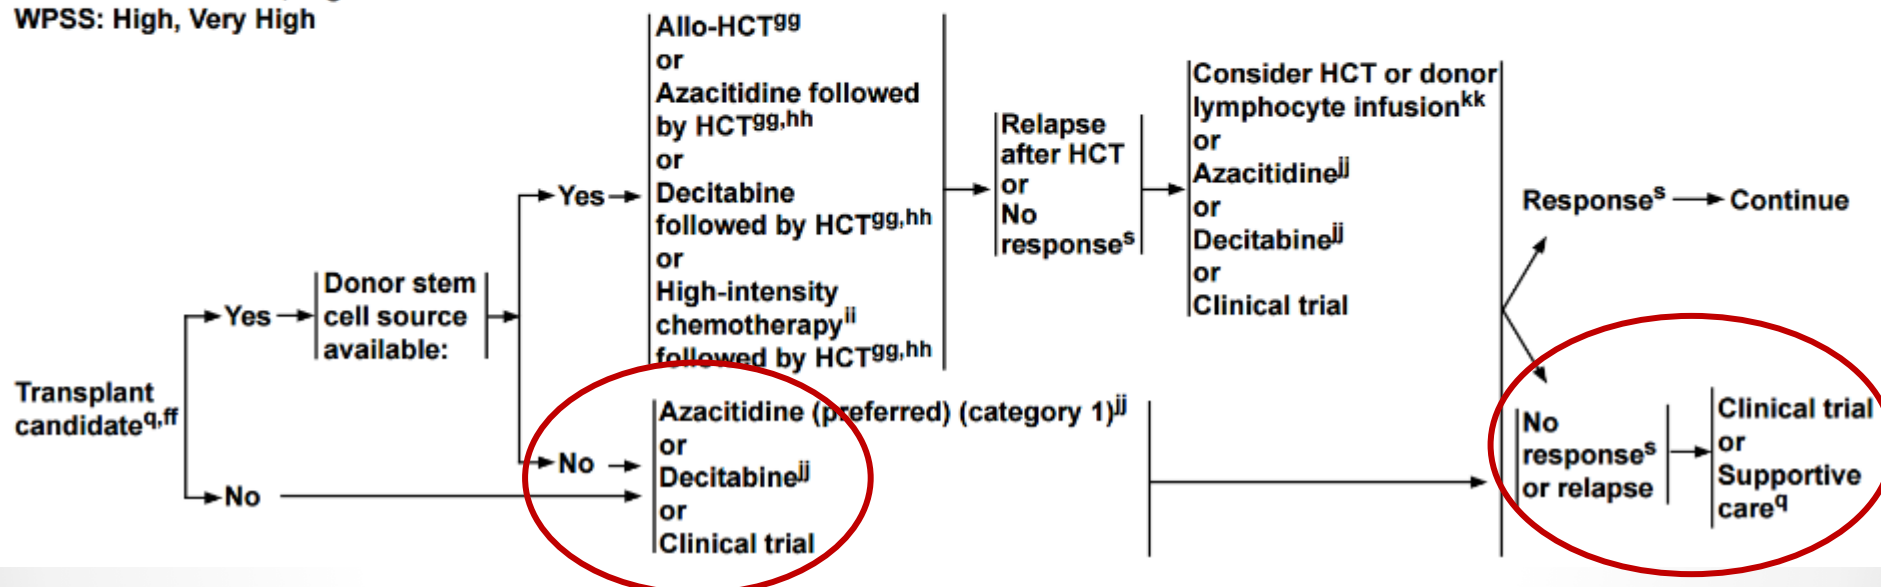 WPSS: High, Very High
Transplant
candidateq,ff
Yes
No
Donor stem
cell source
available:
Yes
No
Allo-HCTgg
or
Azacitidine followed
by HCTgg,hh
or
Decitabine
followed by HCTgg,hh
or
High-intensity
chemotherapyii
followed by HCTgg,hh
Azacitidine (preferred) (category 1)jj
or
Decitabinejj
or
Clinical trial
Relapse
after HCT
or
No
responses
Consider HCT or donor
lymphocyte infusionkk
or
Azacitidinejj
or
Decitabinejj
or
Clinical trial
Responses
Continue
No
responses
or relapse
Clinical trial
or
Supportive
careq